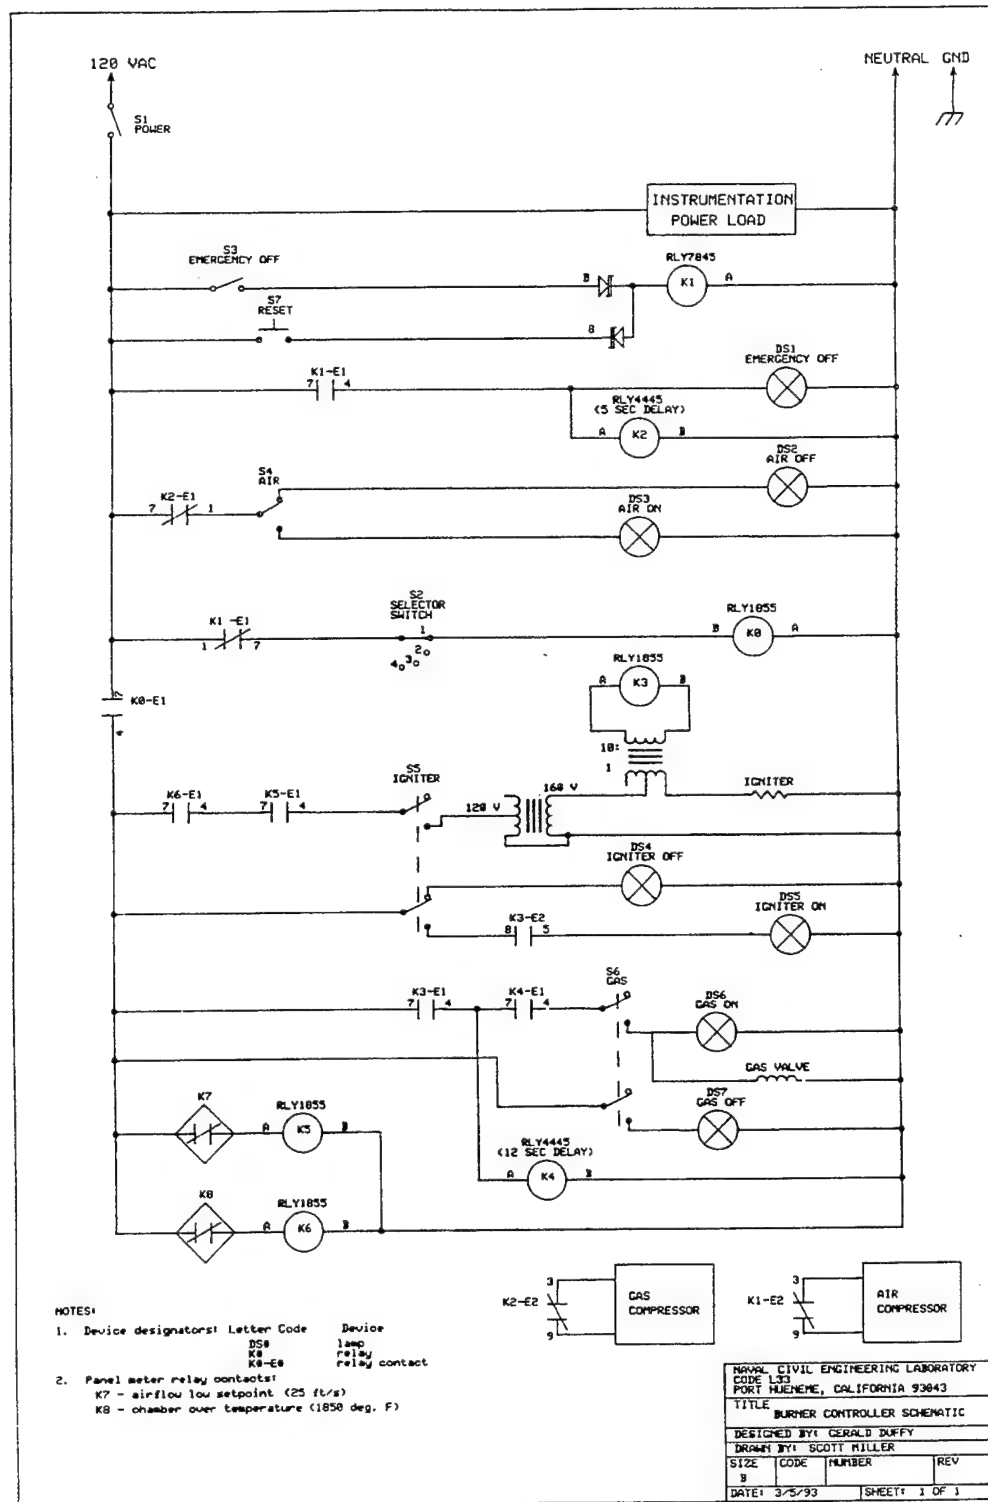 120 VAC
NEUTRAL GND
S1
POWER
INSTRUMENTATION
POWER LOAD
S3
EMERGENCY OFF
RLY7845
B K1 A
S7
RESET
8
DS1
EMERGENCY OFF
K1-E1
7 4
RLY4445
(5 SEC DELAY)
A K2 B
DS2
AIR OFF
S4
AIR
K2-E1
7 1
DS3
AIR ON
S2
SELECTOR
SWITCH
K1 -E1
1 7
1
2
3
4
RLY1855
B K0 A
RLY1855
A K3 B
7
K0-E1
4
10:
1
S5
IGNITER
K6-E1
7 4
K5-E1
7 4
120 V
160 V
IGNITER
DS4
IGNITER OFF
DS5
IGNITER ON
K3-E2
8 5
S6
GAS
K3-E1
7 4
K4-E1
7 4
DS6
GAS ON
GAS VALVE
DS7
GAS OFF
K7
RLY1855
A K5 B
RLY4445
(12 SEC DELAY)
A K4 B
K8
RLY1855
A K6 B
K2-E2
3
9
GAS
COMPRESSOR
K1-E2
3
9
AIR
COMPRESSOR
NOTES:
1. Device designators: Letter Code Device
DS# lamp
K# relay
K#-E# relay contact
2. Panel meter relay contacts:
K7 - airflow low setpoint (25 ft/s)
K8 - chamber over temperature (1850 deg. F)
NAVAL CIVIL ENGINEERING LABORATORY
CODE L33
PORT HUENEME, CALIFORNIA 93043
TITLE
BURNER CONTROLLER SCHEMATIC
DESIGNED BY: GERALD DUFFY
DRAWN BY: SCOTT MILLER
SIZE CODE NUMBER REV
B
DATE: 3/5/93 SHEET: 1 OF 1